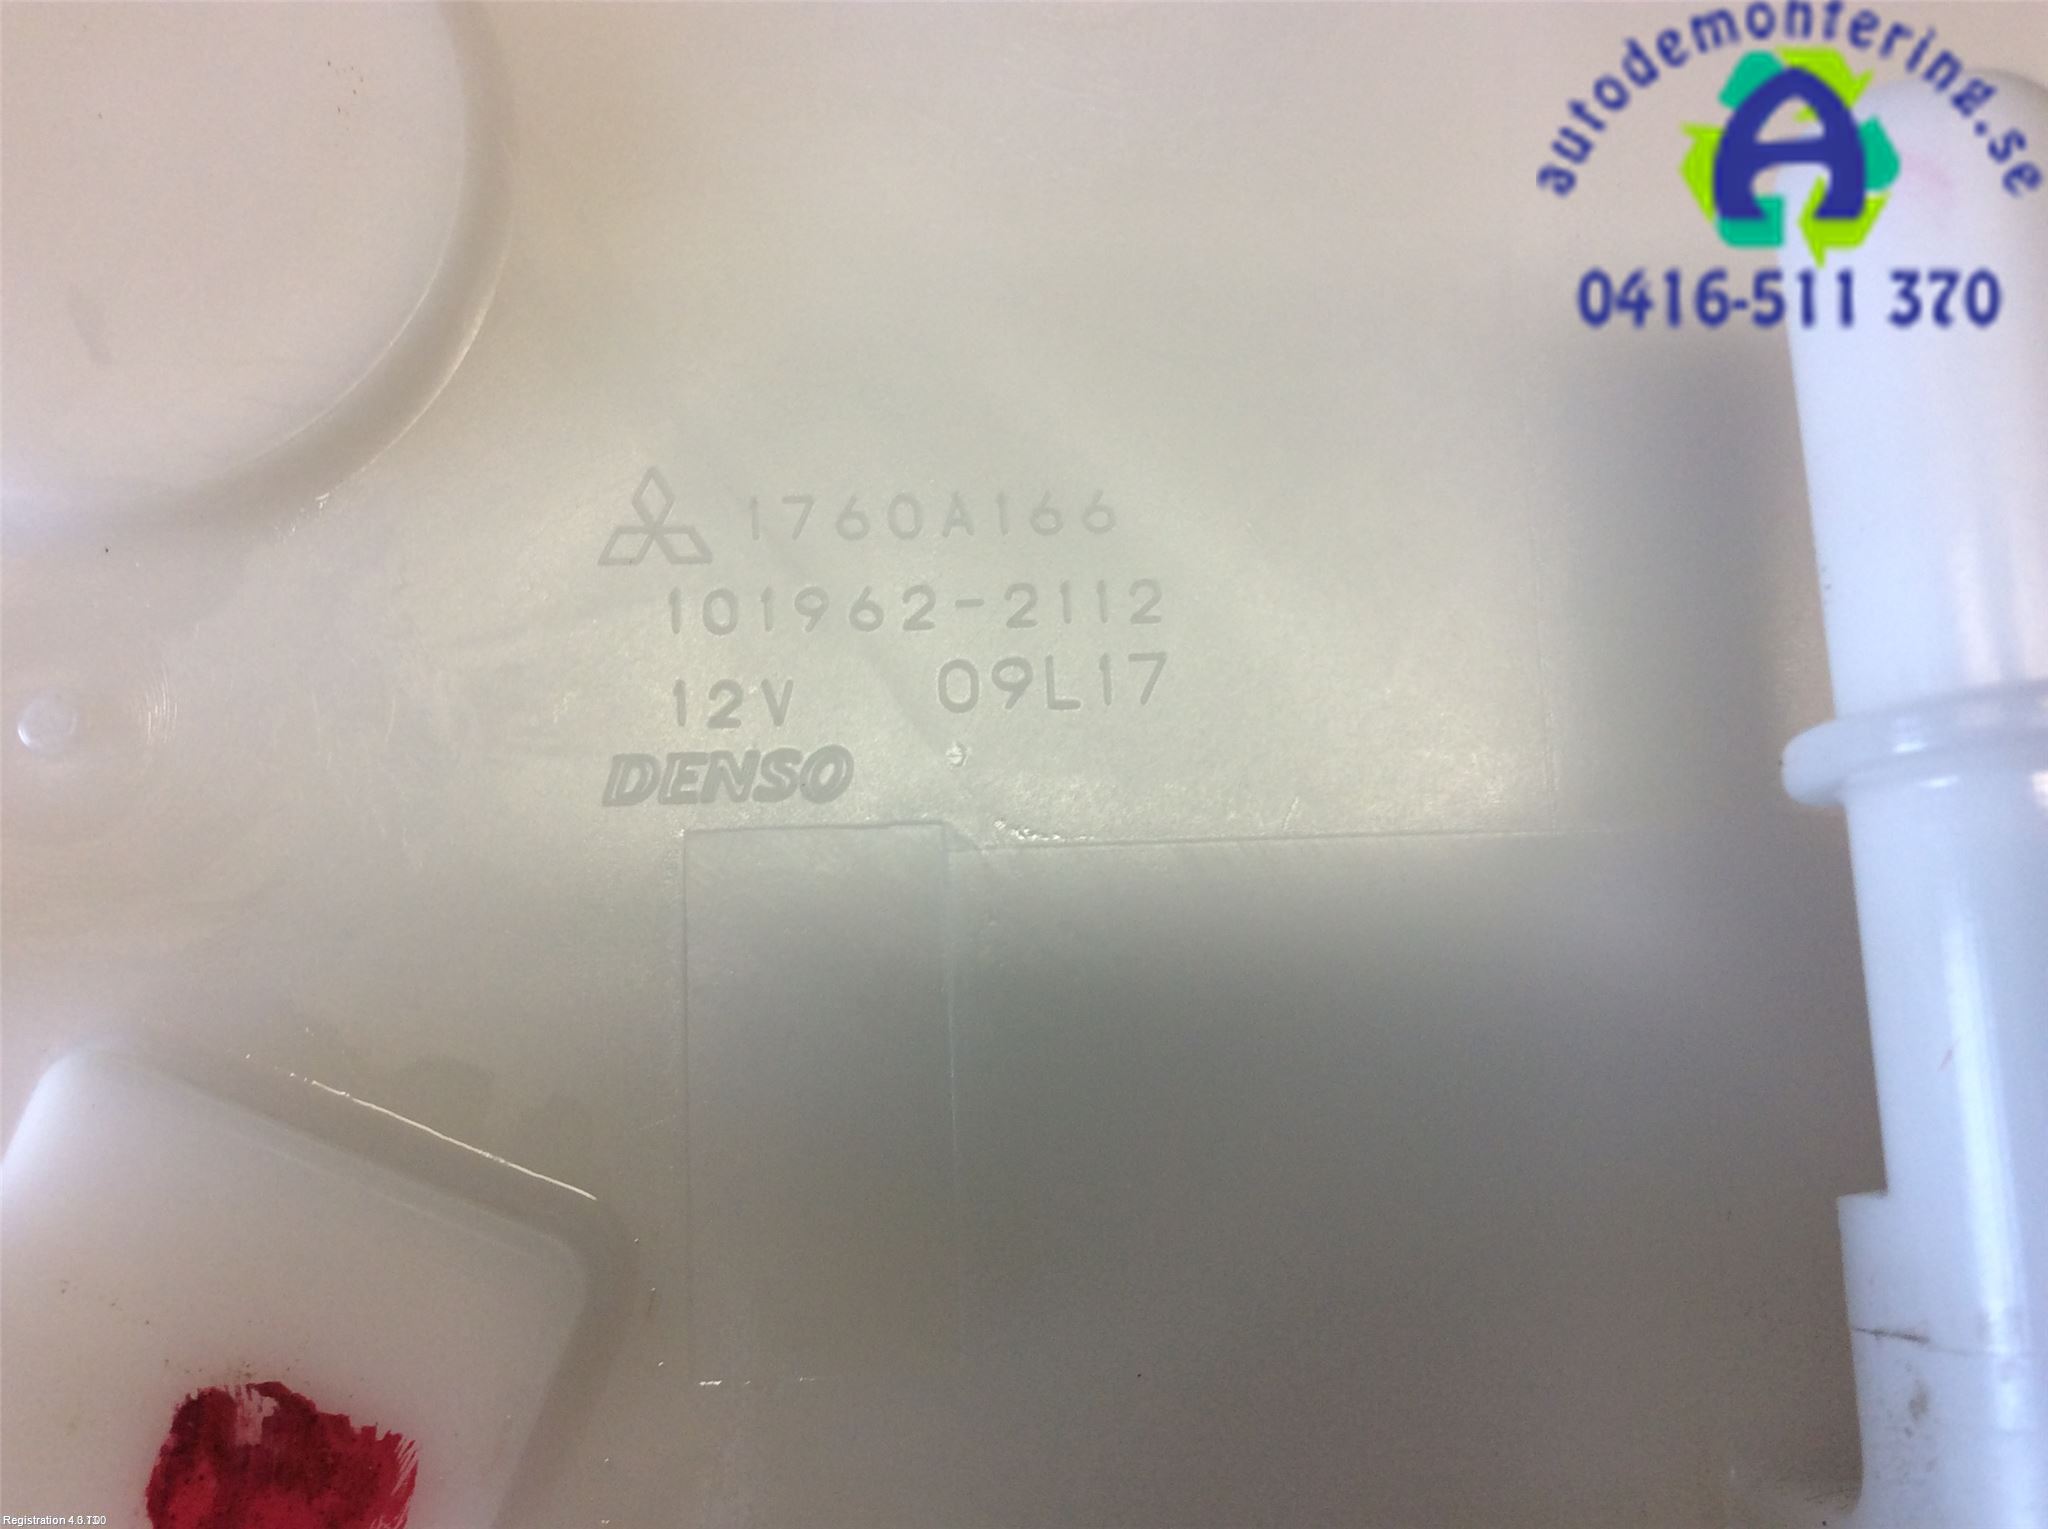 autodemontering.se
A
0416-511 370
1760A166
101962-2112
12V 09L17
DENSO